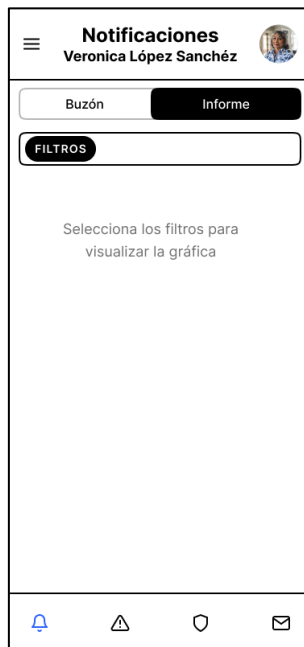 Notificaciones
Veronica López Sanchéz
Buzón Informe
FILTROS
Selecciona los filtros para
visualizar la gráfica